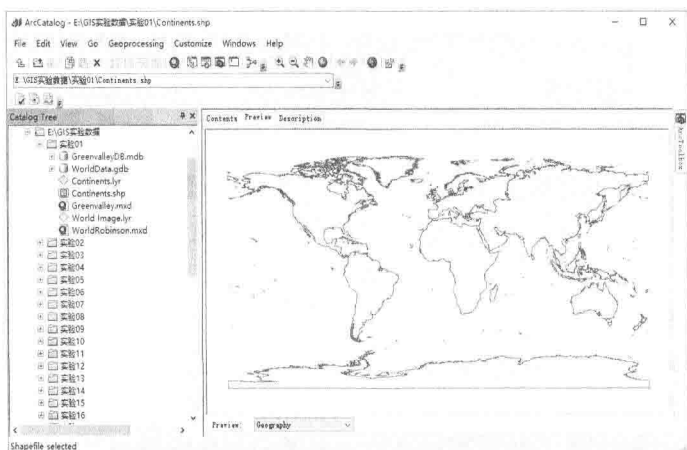 ArcCatalog - E:\GIS实验数据\实验01\Continents.shp
File Edit View Go Geoprocessing Customize Windows Help
E:\GIS实验数据\实验01\Continents.shp
Catalog Tree
E:\GIS实验数据
实验01
GreenvalleyDB.mdb
WorldData.gdb
Continents.lyr
Continents.shp
Greenvalley.mxd
World Image.lyr
WorldRobinson.mxd
实验02
实验03
实验04
实验05
实验06
实验07
实验08
实验09
实验10
实验11
实验12
实验13
实验14
实验15
实验16
Contents Preview Description
ArcToolbox
Preview: Geography
Shapefile selected